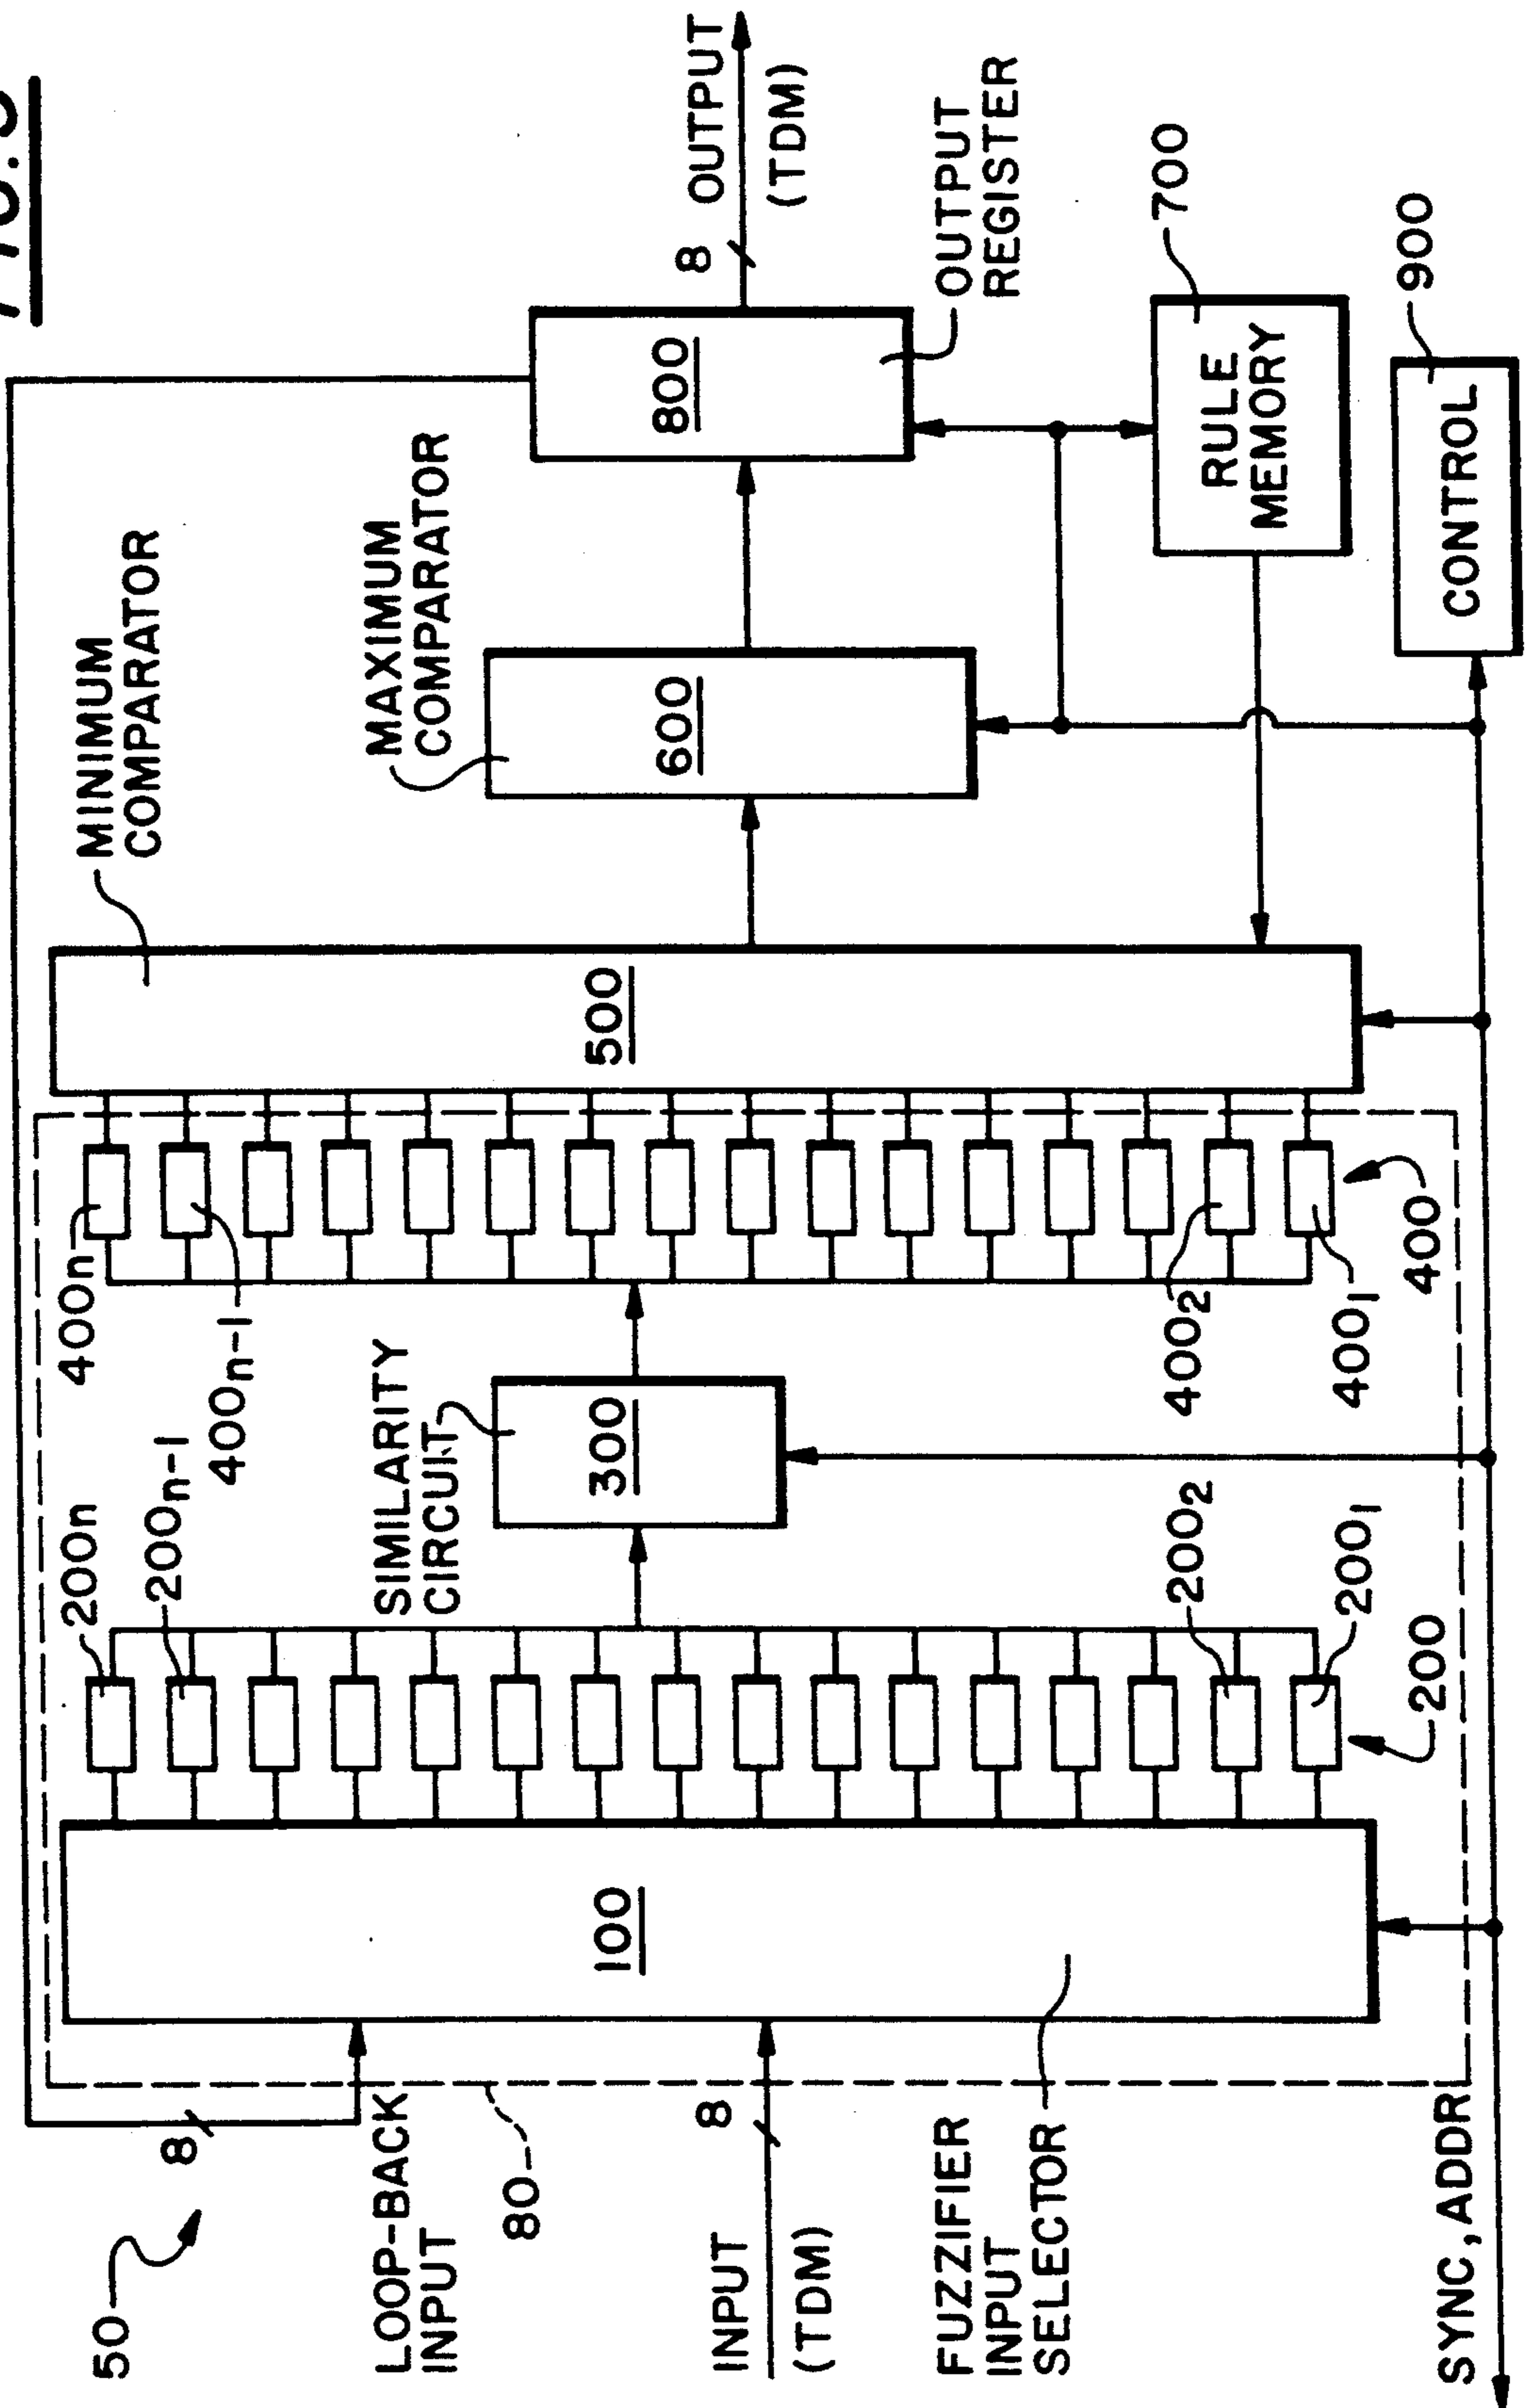 50
8
LOOP-BACK
INPUT
80
8
INPUT
(TDM)
FUZZIFIER
INPUT
SELECTOR
SYNC, ADDR
100
200n
200n-1
200₂
200₁
200
SIMILARITY
CIRCUIT
300
400n
400n-1
400₂
400₁
400
MINIMUM
COMPARATOR
500
MAXIMUM
COMPARATOR
600
800
8
OUTPUT
(TDM)
OUTPUT
REGISTER
700
RULE
MEMORY
900
CONTROL